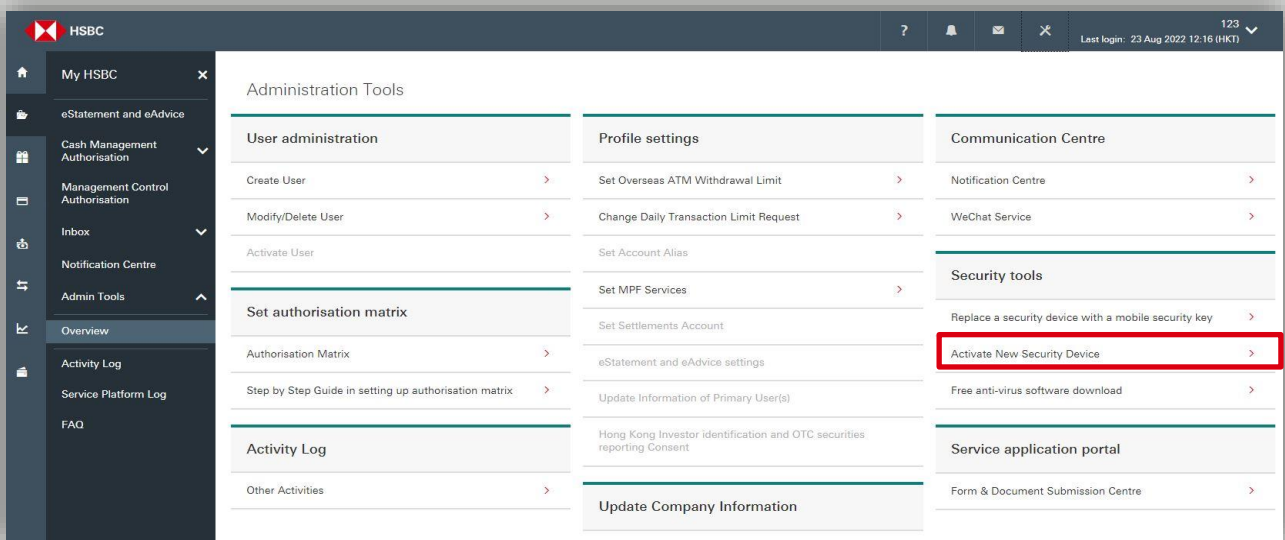 HSBC
?
123
Last login: 23 Aug 2022 12:16 (HKT)
My HSBC
eStatement and eAdvice
Cash Management
Authorisation
Management Control
Authorisation
Inbox
Notification Centre
Admin Tools
Overview
Activity Log
Service Platform Log
FAQ
Administration Tools
User administration
Create User
Modify/Delete User
Activate User
Set authorisation matrix
Authorisation Matrix
Step by Step Guide in setting up authorisation matrix
Activity Log
Other Activities
Profile settings
Set Overseas ATM Withdrawal Limit
Change Daily Transaction Limit Request
Set Account Alias
Set MPF Services
Set Settlements Account
eStatement and eAdvice settings
Update Information of Primary User(s)
Hong Kong Investor identification and OTC securities
reporting Consent
Update Company Information
Communication Centre
Notification Centre
WeChat Service
Security tools
Replace a security device with a mobile security key
Activate New Security Device
Free anti-virus software download
Service application portal
Form & Document Submission Centre